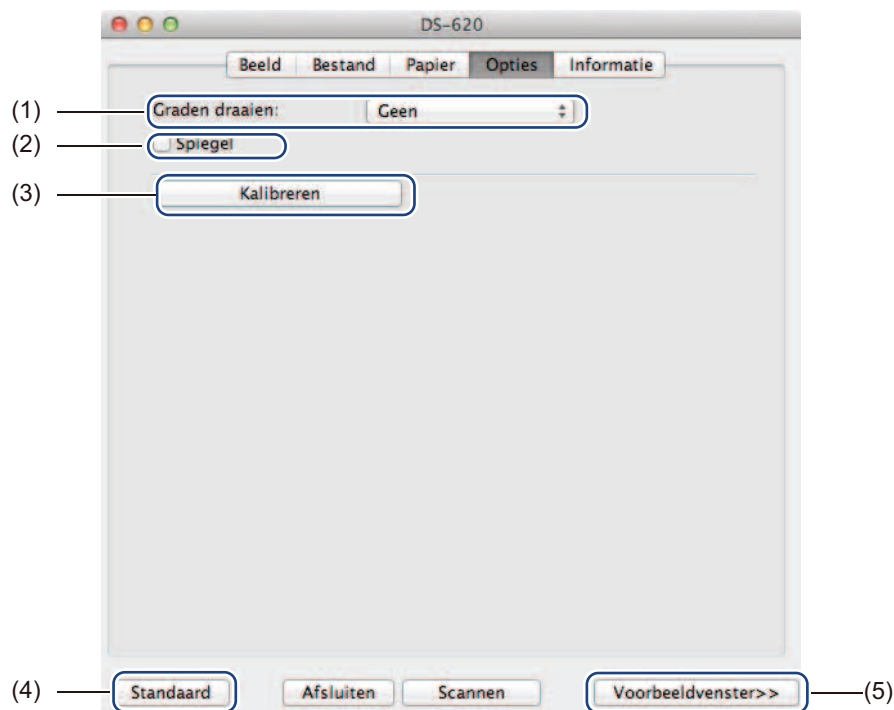 DS-620
Beeld Bestand Papier Opties Informatie
(1) Graden draaien: Geen
(2) Spiegel
(3) Kalibreren
(4) Standaard Afsluiten Scannen Voorbeeldvenster>> (5)